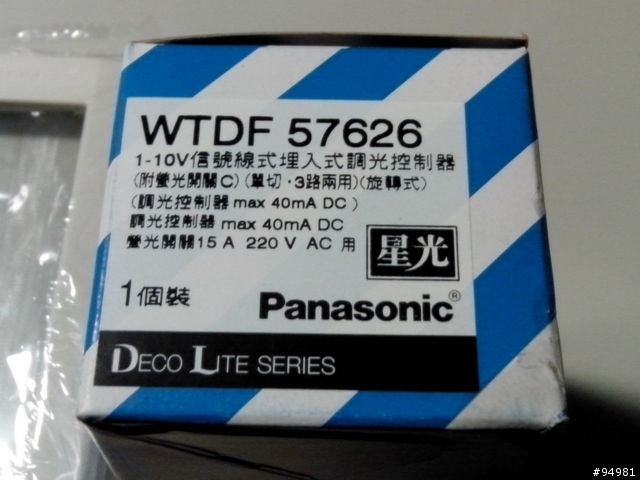 WTDF 57626
1-10V信號線式埋入式調光控制器
(附螢光開關C)(單切・3路兩用)(旋轉式)
(調光控制器 max 40mA DC)
調光控制器 max 40mA DC
螢光開關15A 220V AC 用
星光
1個裝
Panasonic®
DECO LITE SERIES
#94981